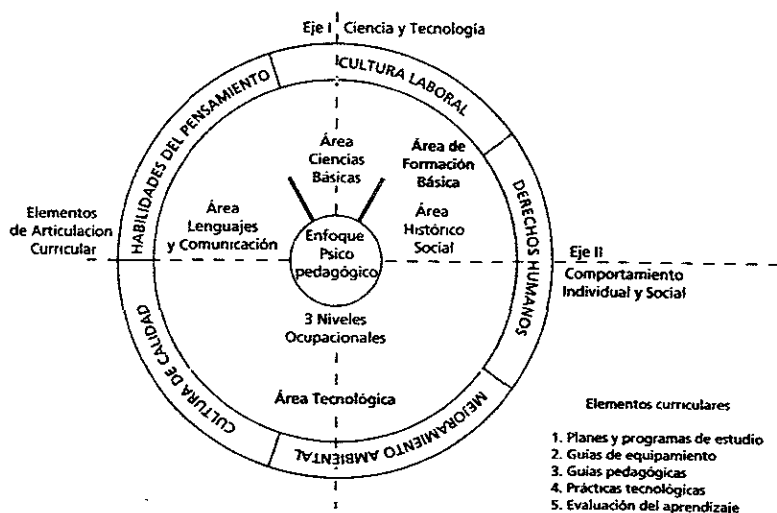 Eje I Ciencia y Tecnología
CULTURA LABORAL
HABILIDADES DEL PENSAMIENTO
DERECHOS HUMANOS
Área
Ciencias
Básicas
Área de
Formación
Básica
Elementos
de Articulacion
Curricular
Área
Lenguajes
y Comunicación
Enfoque
Psico
pedagógico
Área
Histórico
Social
Eje II
Comportamiento
Individual y Social
3 Niveles
Ocupacionales
Área Tecnológica
CULTURA DE CALIDAD
MEJORAMIENTO AMBIENTAL
Elementos curriculares
1. Planes y programas de estudio
2. Guías de equipamiento
3. Guías pedagógicas
4. Prácticas tecnológicas
5. Evaluación del aprendizaje